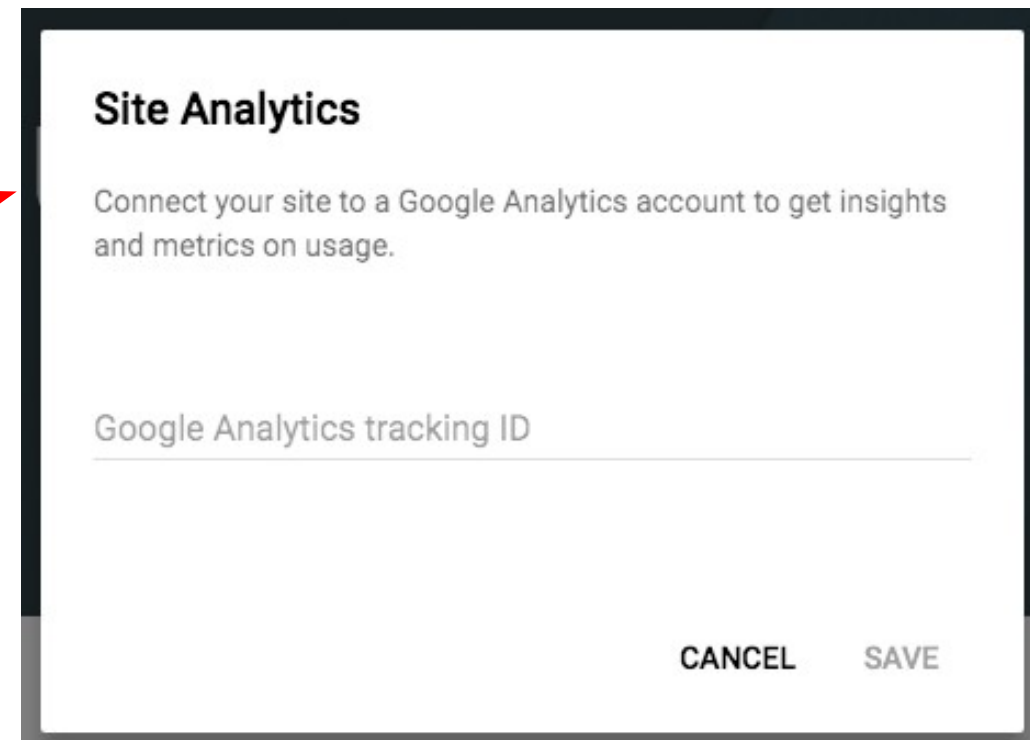 Site Analytics
Connect your site to a Google Analytics account to get insights
and metrics on usage.
Google Analytics tracking ID
CANCEL SAVE